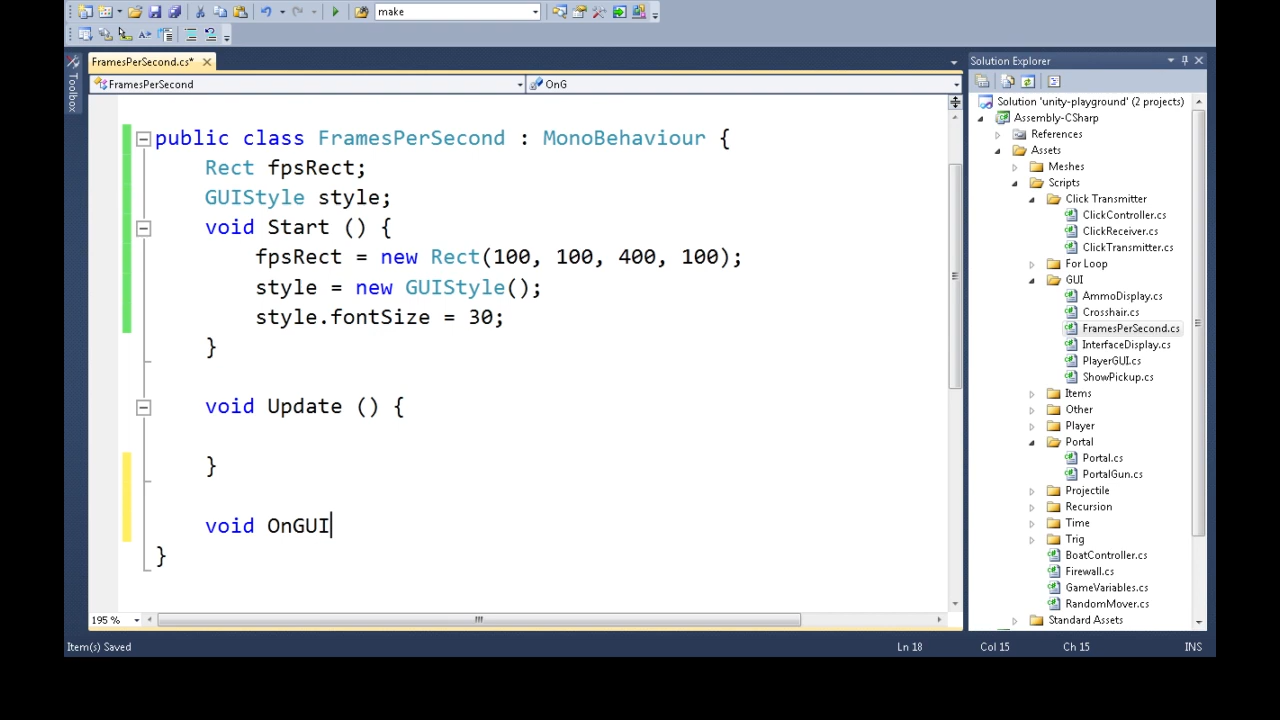 make
FramesPerSecond.cs*
Solution Explorer
Toolbox
FramesPerSecond
OnG
public class FramesPerSecond : MonoBehaviour {
Rect fpsRect;
GUIStyle style;
void Start () {
fpsRect = new Rect(100, 100, 400, 100);
style = new GUIStyle();
style.fontSize = 30;
}
void Update () {
}
void OnGUI
}
Solution 'unity-playground' (2 projects)
Assembly-CSharp
References
Assets
Meshes
Scripts
Click Transmitter
ClickController.cs
ClickReceiver.cs
ClickTransmitter.cs
For Loop
GUI
AmmoDisplay.cs
Crosshair.cs
FramesPerSecond.cs
InterfaceDisplay.cs
PlayerGUI.cs
ShowPickup.cs
Items
Other
Player
Portal
Portal.cs
PortalGun.cs
Projectile
Recursion
Time
Trig
BoatController.cs
Firewall.cs
GameVariables.cs
RandomMover.cs
Standard Assets
195 %
Item(s) Saved
Ln 18
Col 15
Ch 15
INS